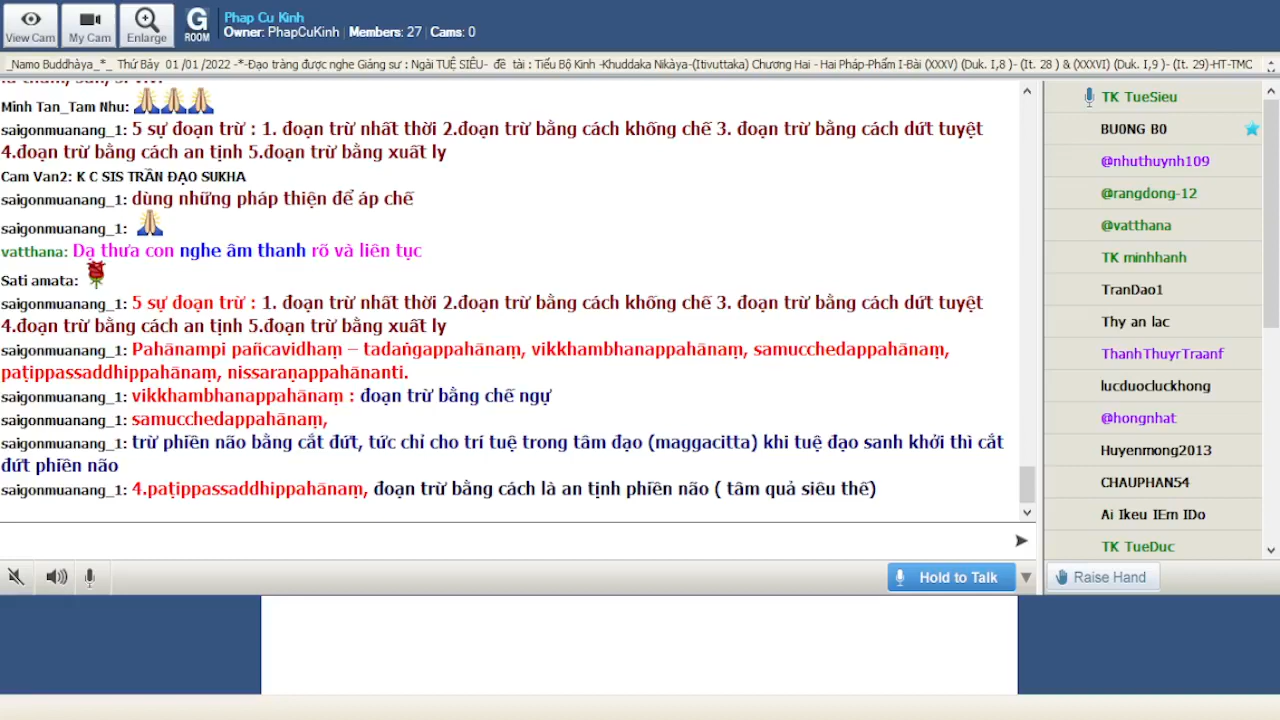 View Cam
My Cam
Enlarge
G
ROOM
Phap Cu Kinh
Owner: PhapCuKinh | Members: 27 | Cams: 0
_Namo Buddhàya_*_ Thứ Bảy 01 /01 /2022 -*-Đạo tràng được nghe Giảng sư : Ngài TUỆ SIÊU- đề tài : Tiểu Bộ Kinh -Khuddaka Nikàya-(Itivuttaka) Chương Hai - Hai Pháp-Phẩm I-Bài (XXXV) (Duk. I,8 )- (It. 28 ) & (XXXVI) (Duk. I,9 )- (It. 29)-HT-TMC
Minh Tan_Tam Nhu:
saigonmuanang_1: 5 sự đoạn trừ : 1. đoạn trừ nhất thời 2.đoạn trừ bằng cách khống chế 3. đoạn trừ bằng cách dứt tuyệt
4.đoạn trừ bằng cách an tịnh 5.đoạn trừ bằng xuất ly
Cam Van2: K C SIS TRẦN ĐẠO SUKHA
saigonmuanang_1: dùng những pháp thiện để áp chế
saigonmuanang_1:
vatthana: Dạ thưa con nghe âm thanh rõ và liên tục
Sati amata:
saigonmuanang_1: 5 sự đoạn trừ : 1. đoạn trừ nhất thời 2.đoạn trừ bằng cách khống chế 3. đoạn trừ bằng cách dứt tuyệt
4.đoạn trừ bằng cách an tịnh 5.đoạn trừ bằng xuất ly
saigonmuanang_1: Pahānampi pañcavidhaṃ – tadaṅgappahānaṃ, vikkhambhanappahānaṃ, samucchedappahānaṃ,
paṭippassaddhippahānaṃ, nissaraṇappahānanti.
saigonmuanang_1: vikkhambhanappahānaṃ : đoạn trừ bằng chế ngự
saigonmuanang_1: samucchedappahānaṃ,
saigonmuanang_1: trừ phiền não bằng cắt đứt, tức chỉ cho trí tuệ trong tâm đạo (maggacitta) khi tuệ đạo sanh khởi thì cắt
đứt phiền não
saigonmuanang_1: 4.paṭippassaddhippahānaṃ, đoạn trừ bằng cách là an tịnh phiền não ( tâm quả siêu thế)
Hold to Talk
TK TueSieu
BU0NG B0
@nhuthuynh109
@rangdong-12
@vatthana
TK minhhanh
TranDao1
Thy an lac
ThanhThuyrTraanf
lucduocluckhong
@hongnhat
Huyenmong2013
CHAUPHAN54
Ai Ikeu IEm IDo
TK TueDuc
Raise Hand